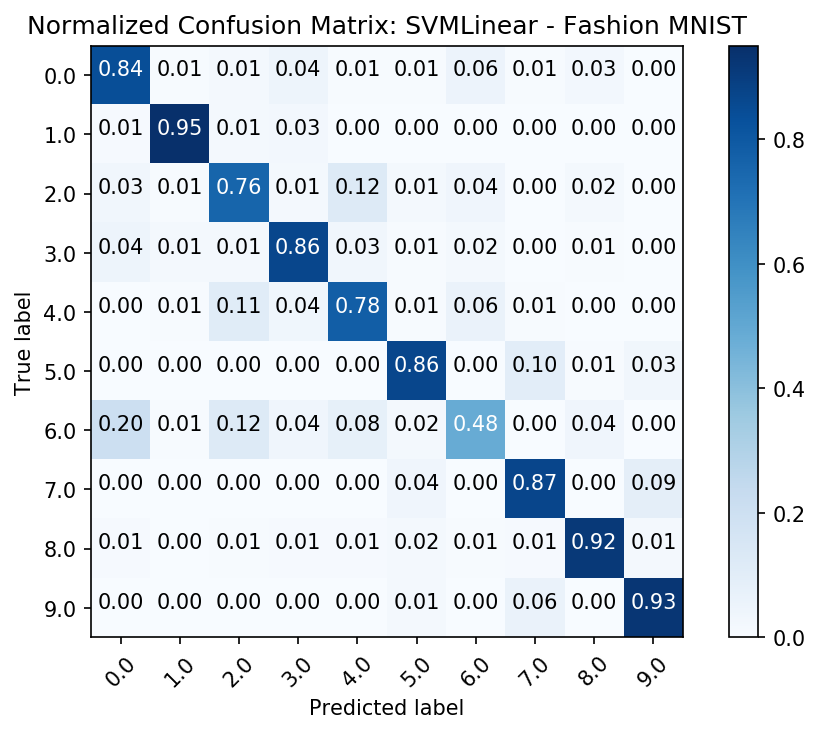 Normalized Confusion Matrix: SVMLinear - Fashion MNIST
0.0 0.84 0.01 0.01 0.04 0.01 0.01 0.06 0.01 0.03 0.00
1.0 0.01 0.95 0.01 0.03 0.00 0.00 0.00 0.00 0.00 0.00
2.0 0.03 0.01 0.76 0.01 0.12 0.01 0.04 0.00 0.02 0.00
3.0 0.04 0.01 0.01 0.86 0.03 0.01 0.02 0.00 0.01 0.00
4.0 0.00 0.01 0.11 0.04 0.78 0.01 0.06 0.01 0.00 0.00
5.0 0.00 0.00 0.00 0.00 0.00 0.86 0.00 0.10 0.01 0.03
6.0 0.20 0.01 0.12 0.04 0.08 0.02 0.48 0.00 0.04 0.00
7.0 0.00 0.00 0.00 0.00 0.00 0.04 0.00 0.87 0.00 0.09
8.0 0.01 0.00 0.01 0.01 0.01 0.02 0.01 0.01 0.92 0.01
9.0 0.00 0.00 0.00 0.00 0.00 0.01 0.00 0.06 0.00 0.93
0.0 1.0 2.0 3.0 4.0 5.0 6.0 7.0 8.0 9.0
Predicted label
True label
0.8
0.6
0.4
0.2
0.0